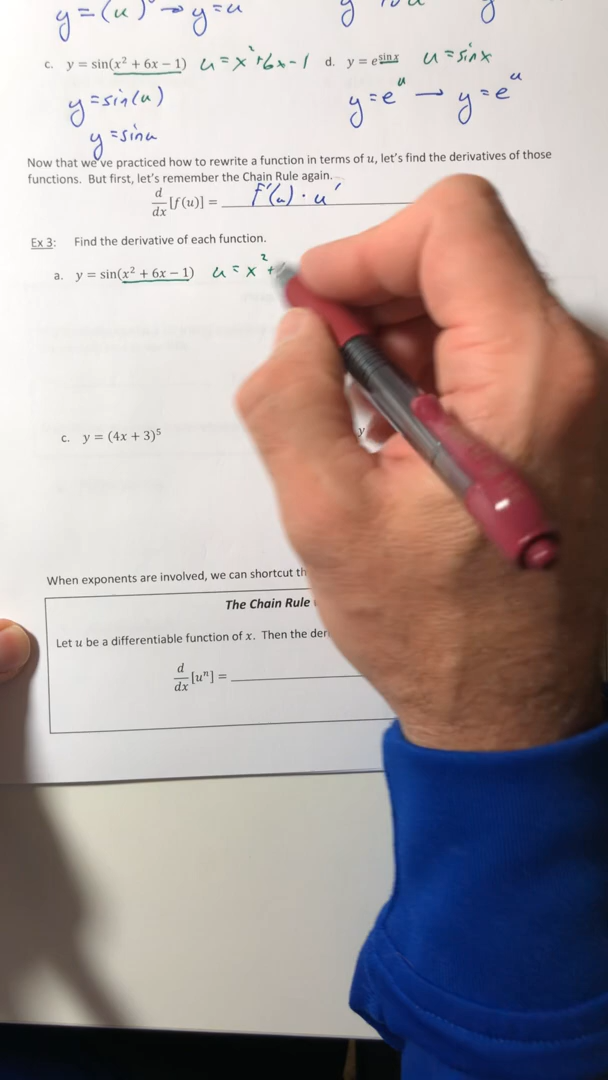 y = (u) → y = u
c. y = sin(x² + 6x − 1) u = x² + 6x − 1 d. y = e^{sin x} u = sin x
y = sin(u) y = e^u → y = e^u
y = sin u
Now that we've practiced how to rewrite a function in terms of u, let's find the derivatives of those
functions. But first, let's remember the Chain Rule again.
d/dx [f(u)] = f'(u) · u'
Ex 3: Find the derivative of each function.
a. y = sin(x² + 6x − 1) u = x² +
c. y = (4x + 3)⁵ y
When exponents are involved, we can shortcut
The Chain Rule
Let u be a differentiable function of x. Then the
d/dx [uⁿ] = ____